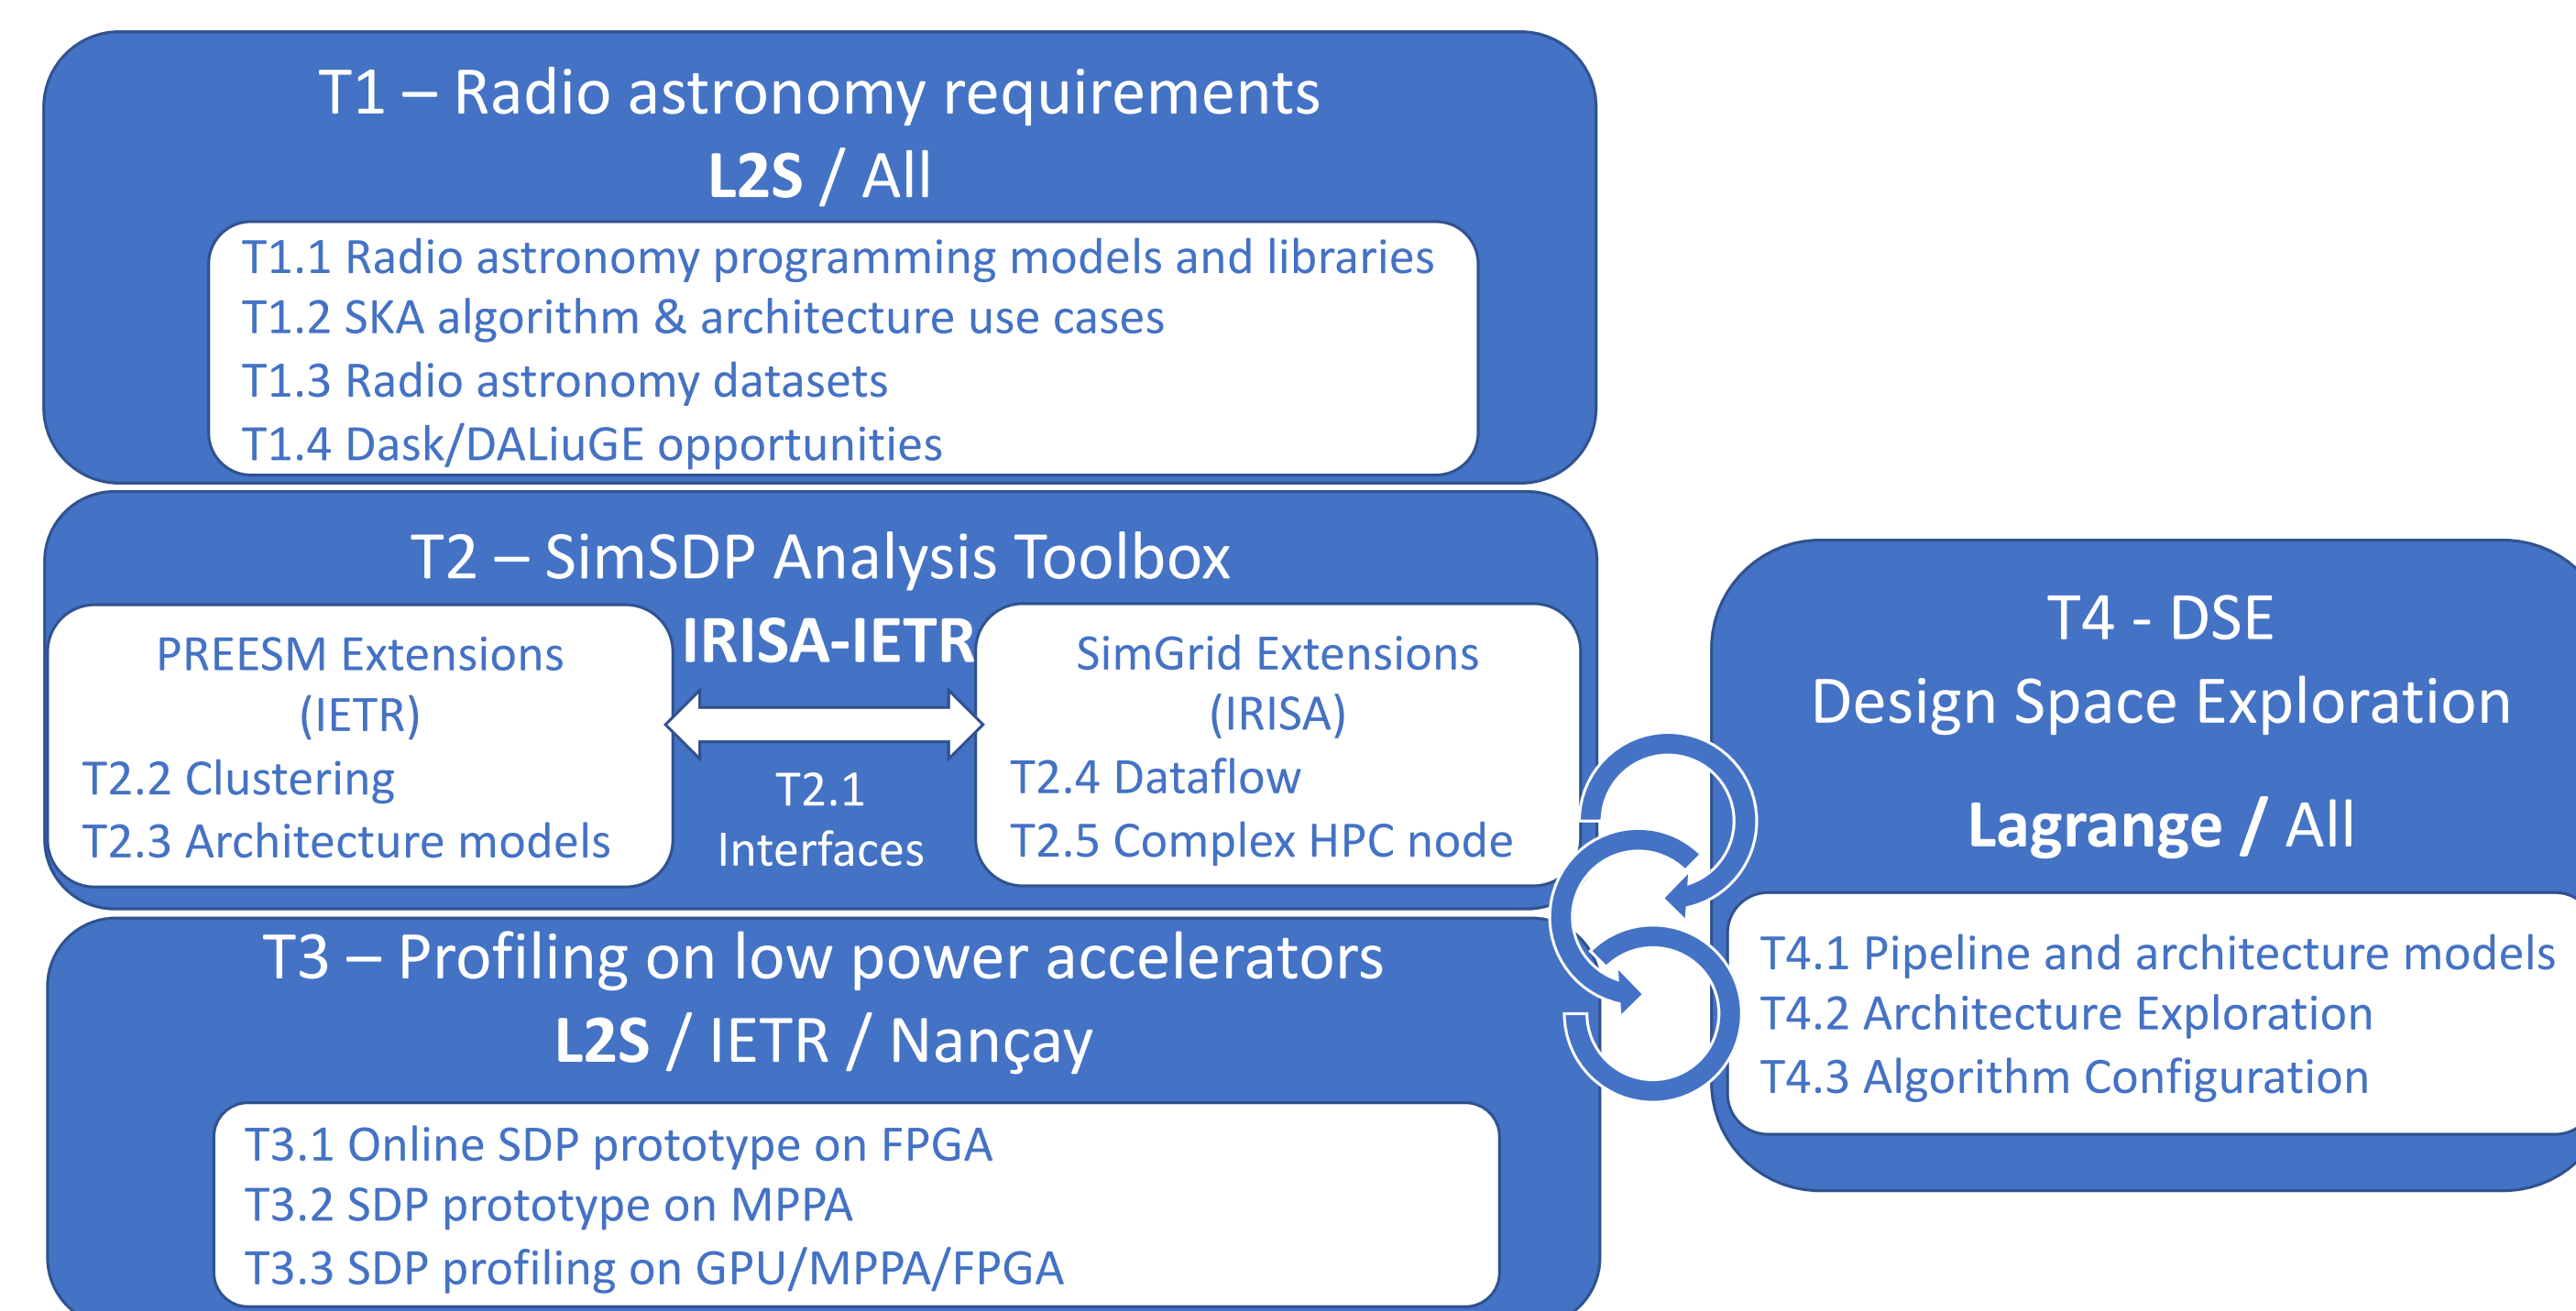 T1 – Radio astronomy requirements
L2S / All
T1.1 Radio astronomy programming models and libraries
T1.2 SKA algorithm & architecture use cases
T1.3 Radio astronomy datasets
T1.4 Dask/DALiuGE opportunities
T2 – SimSDP Analysis Toolbox
IRISA-IETR
PREESM Extensions
(IETR)
T2.2 Clustering
T2.3 Architecture models
T2.1
Interfaces
SimGrid Extensions
(IRISA)
T2.4 Dataflow
T2.5 Complex HPC node
T3 – Profiling on low power accelerators
L2S / IETR / Nançay
T3.1 Online SDP prototype on FPGA
T3.2 SDP prototype on MPPA
T3.3 SDP profiling on GPU/MPPA/FPGA
T4 - DSE
Design Space Exploration
Lagrange / All
T4.1 Pipeline and architecture models
T4.2 Architecture Exploration
T4.3 Algorithm Configuration